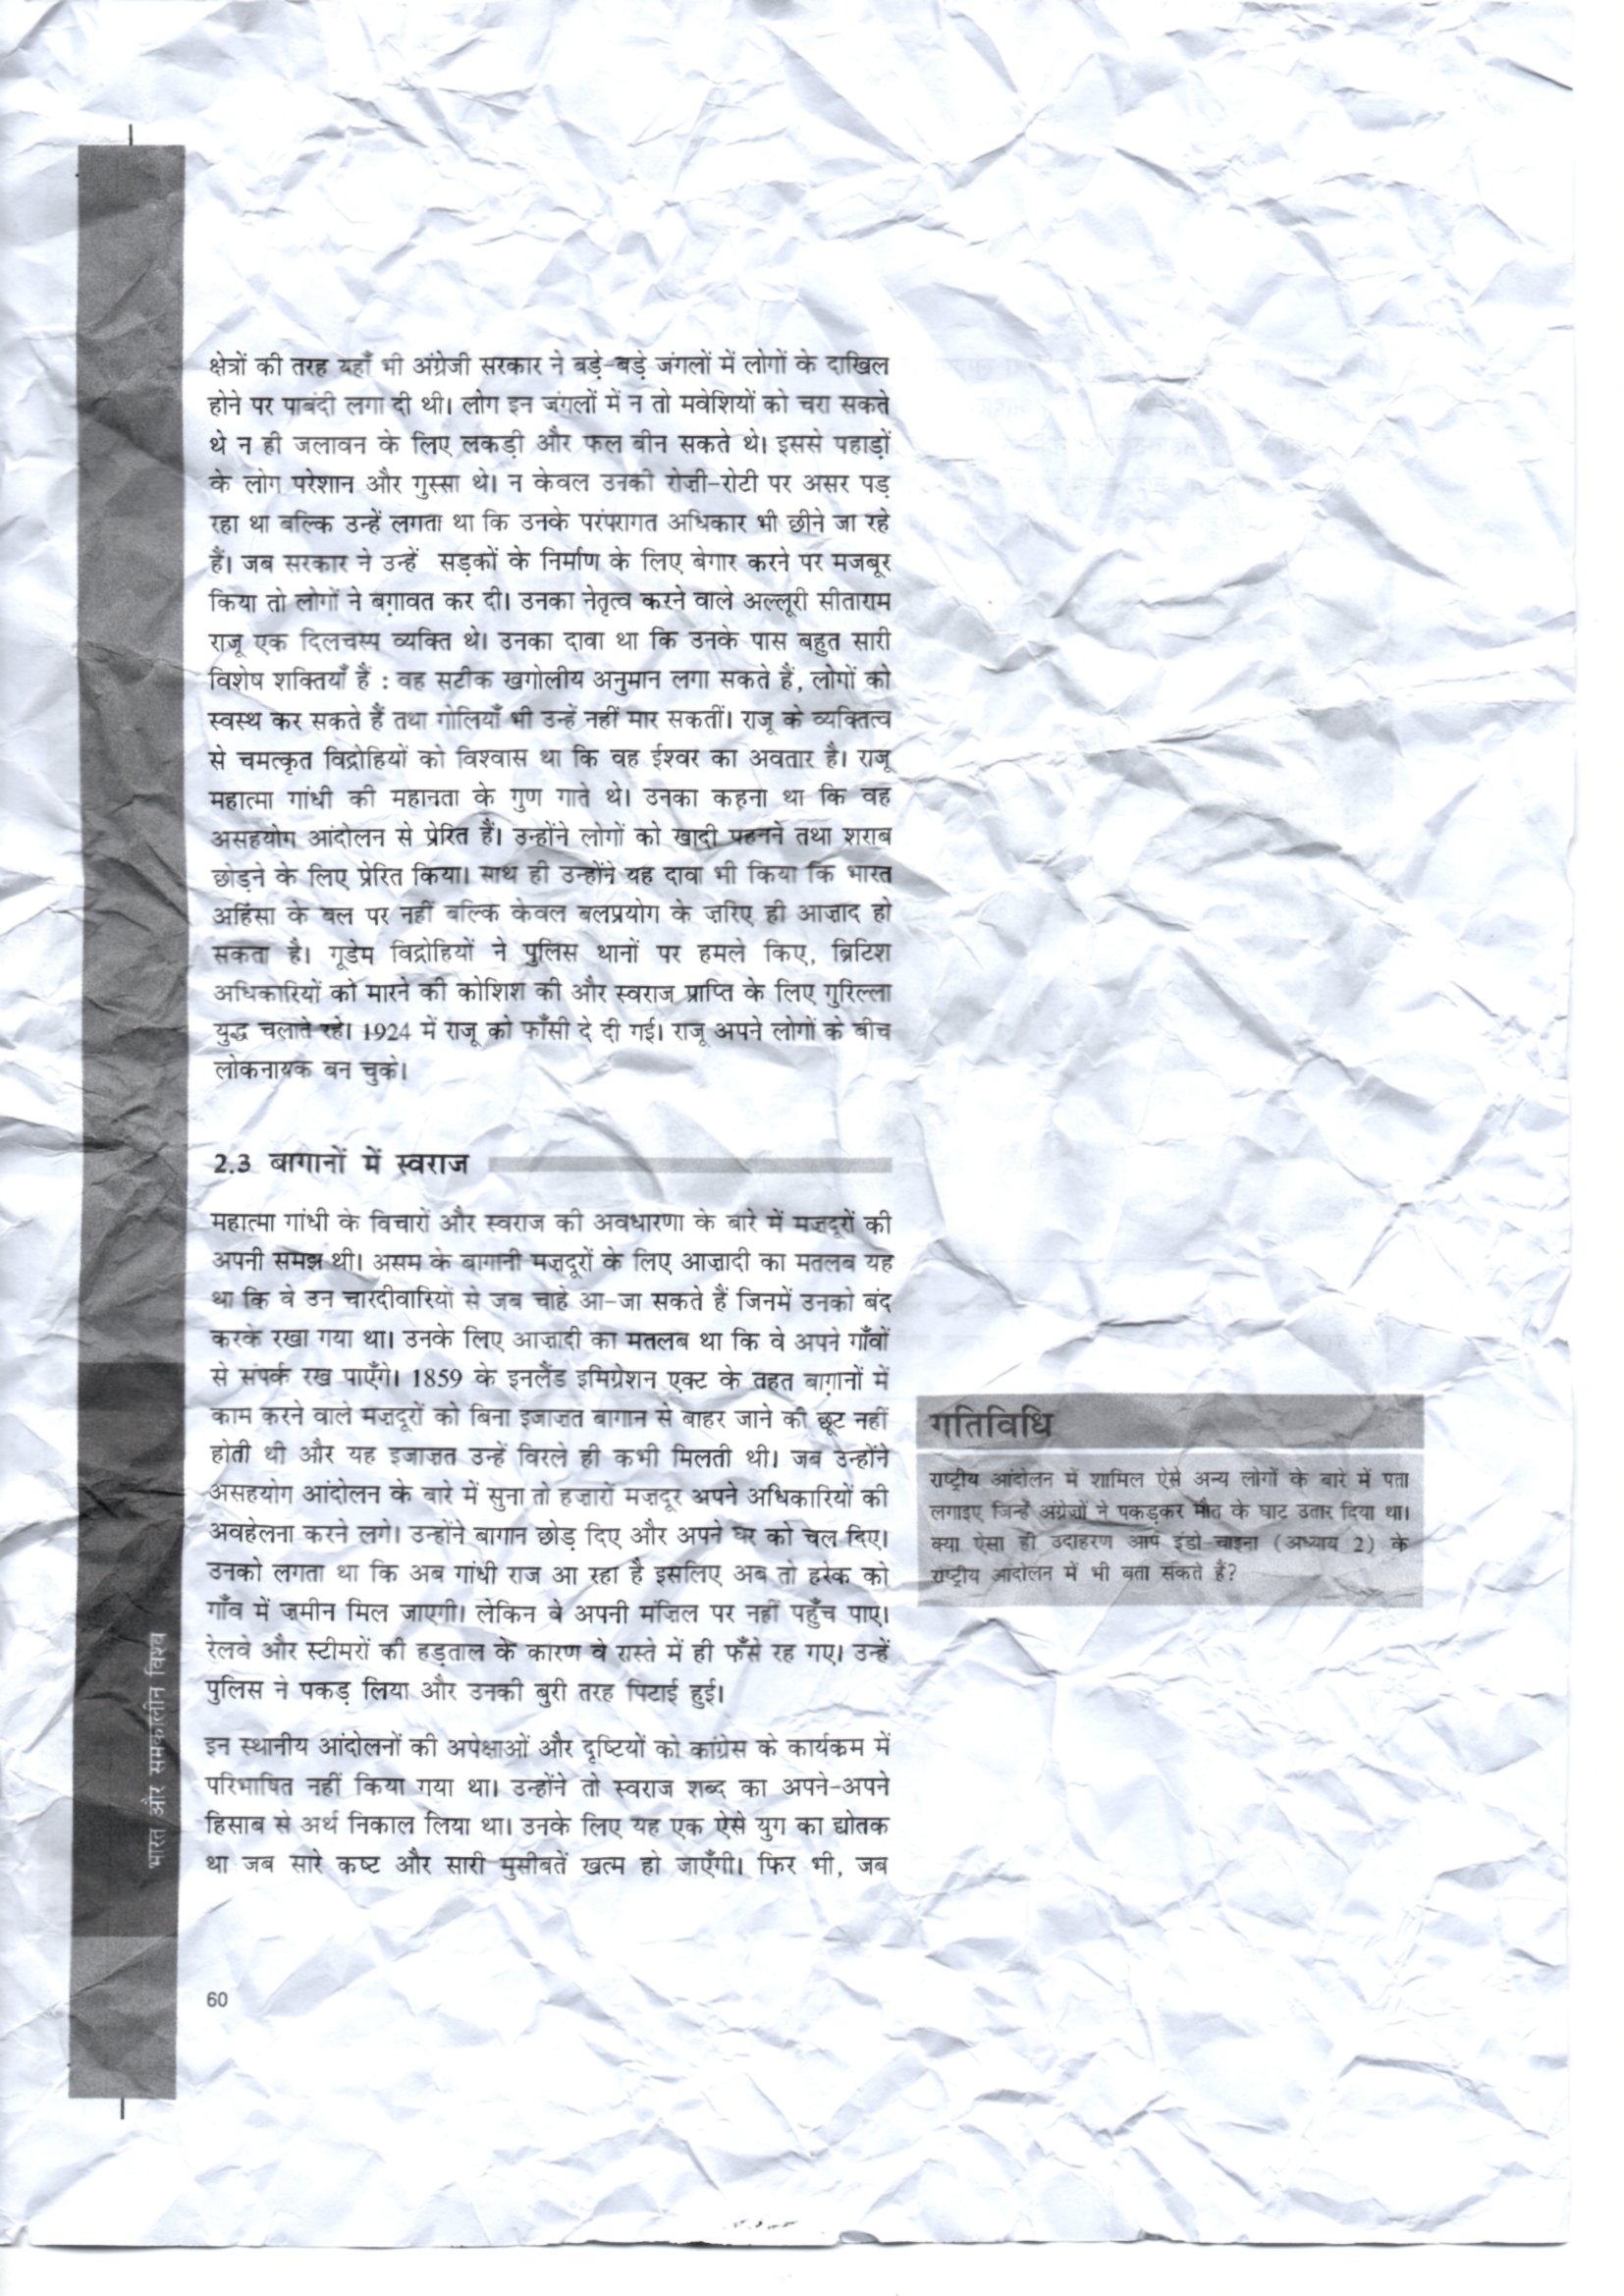 क्षेत्रों की तरह यहाँ भी अंग्रेजी सरकार ने बड़े-बड़े जंगलों में लोगों के दाखिल
होने पर पाबंदी लगा दी थी। लोग इन जंगलों में न तो मवेशियों को चरा सकते
थे न ही जलावन के लिए लकड़ी और फल बीन सकते थे। इससे पहाड़ों
के लोग परेशान और गुस्सा थे। न केवल उनकी रोज़ी-रोटी पर असर पड़
रहा था बल्कि उन्हें लगता था कि उनके परंपरागत अधिकार भी छीने जा रहे
हैं। जब सरकार ने उन्हें सड़कों के निर्माण के लिए बेगार करने पर मजबूर
किया तो लोगों ने बग़ावत कर दी। उनका नेतृत्व करने वाले अल्लूरी सीताराम
राजू एक दिलचस्प व्यक्ति थे। उनका दावा था कि उनके पास बहुत सारी
विशेष शक्तियाँ हैं : वह सटीक खगोलीय अनुमान लगा सकते हैं, लोगों को
स्वस्थ कर सकते हैं तथा गोलियाँ भी उन्हें नहीं मार सकतीं। राजू के व्यक्तित्व
से चमत्कृत विद्रोहियों को विश्वास था कि वह ईश्वर का अवतार है। राजू
महात्मा गांधी की महानता के गुण गाते थे। उनका कहना था कि वह
असहयोग आंदोलन से प्रेरित हैं। उन्होंने लोगों को खादी पहनने तथा शराब
छोड़ने के लिए प्रेरित किया। साथ ही उन्होंने यह दावा भी किया कि भारत
अहिंसा के बल पर नहीं बल्कि केवल बलप्रयोग के ज़रिए ही आज़ाद हो
सकता है। गूडेम विद्रोहियों ने पुलिस थानों पर हमले किए, ब्रिटिश
अधिकारियों को मारने की कोशिश की और स्वराज प्राप्ति के लिए गुरिल्ला
युद्ध चलाते रहे। 1924 में राजू को फाँसी दे दी गई। राजू अपने लोगों के बीच
लोकनायक बन चुके।
2.3 बागानों में स्वराज
महात्मा गांधी के विचारों और स्वराज की अवधारणा के बारे में मज़दूरों की
अपनी समझ थी। असम के बागानी मज़दूरों के लिए आज़ादी का मतलब यह
था कि वे उन चारदीवारियों से जब चाहे आ-जा सकते हैं जिनमें उनको बंद
करके रखा गया था। उनके लिए आज़ादी का मतलब था कि वे अपने गाँवों
से संपर्क रख पाएँगे। 1859 के इनलैंड इमिग्रेशन एक्ट के तहत बाग़ानों में
काम करने वाले मज़दूरों को बिना इजाज़त बागान से बाहर जाने की छूट नहीं
होती थी और यह इजाज़त उन्हें विरले ही कभी मिलती थी। जब उन्होंने
असहयोग आंदोलन के बारे में सुना तो हज़ारों मज़दूर अपने अधिकारियों की
अवहेलना करने लगे। उन्होंने बागान छोड़ दिए और अपने घर को चल दिए।
उनको लगता था कि अब गांधी राज आ रहा है इसलिए अब तो हरेक को
गाँव में ज़मीन मिल जाएगी। लेकिन वे अपनी मंज़िल पर नहीं पहुँच पाए।
रेलवे और स्टीमरों की हड़ताल के कारण वे रास्ते में ही फँसे रह गए। उन्हें
पुलिस ने पकड़ लिया और उनकी बुरी तरह पिटाई हुई।
इन स्थानीय आंदोलनों की अपेक्षाओं और दृष्टियों को कांग्रेस के कार्यक्रम में
परिभाषित नहीं किया गया था। उन्होंने तो स्वराज शब्द का अपने-अपने
हिसाब से अर्थ निकाल लिया था। उनके लिए यह एक ऐसे युग का द्योतक
था जब सारे कष्ट और सारी मुसीबतें खत्म हो जाएँगी। फिर भी, जब
गतिविधि
राष्ट्रीय आंदोलन में शामिल ऐसे अन्य लोगों के बारे में पता
लगाइए जिन्हें अंग्रेजों ने पकड़कर मौत के घाट उतार दिया था।
क्या ऐसा ही उदाहरण आप इंडो-चाइना (अध्याय 2) के
राष्ट्रीय आंदोलन में भी बता सकते हैं?
भारत और समकालीन विश्व
60